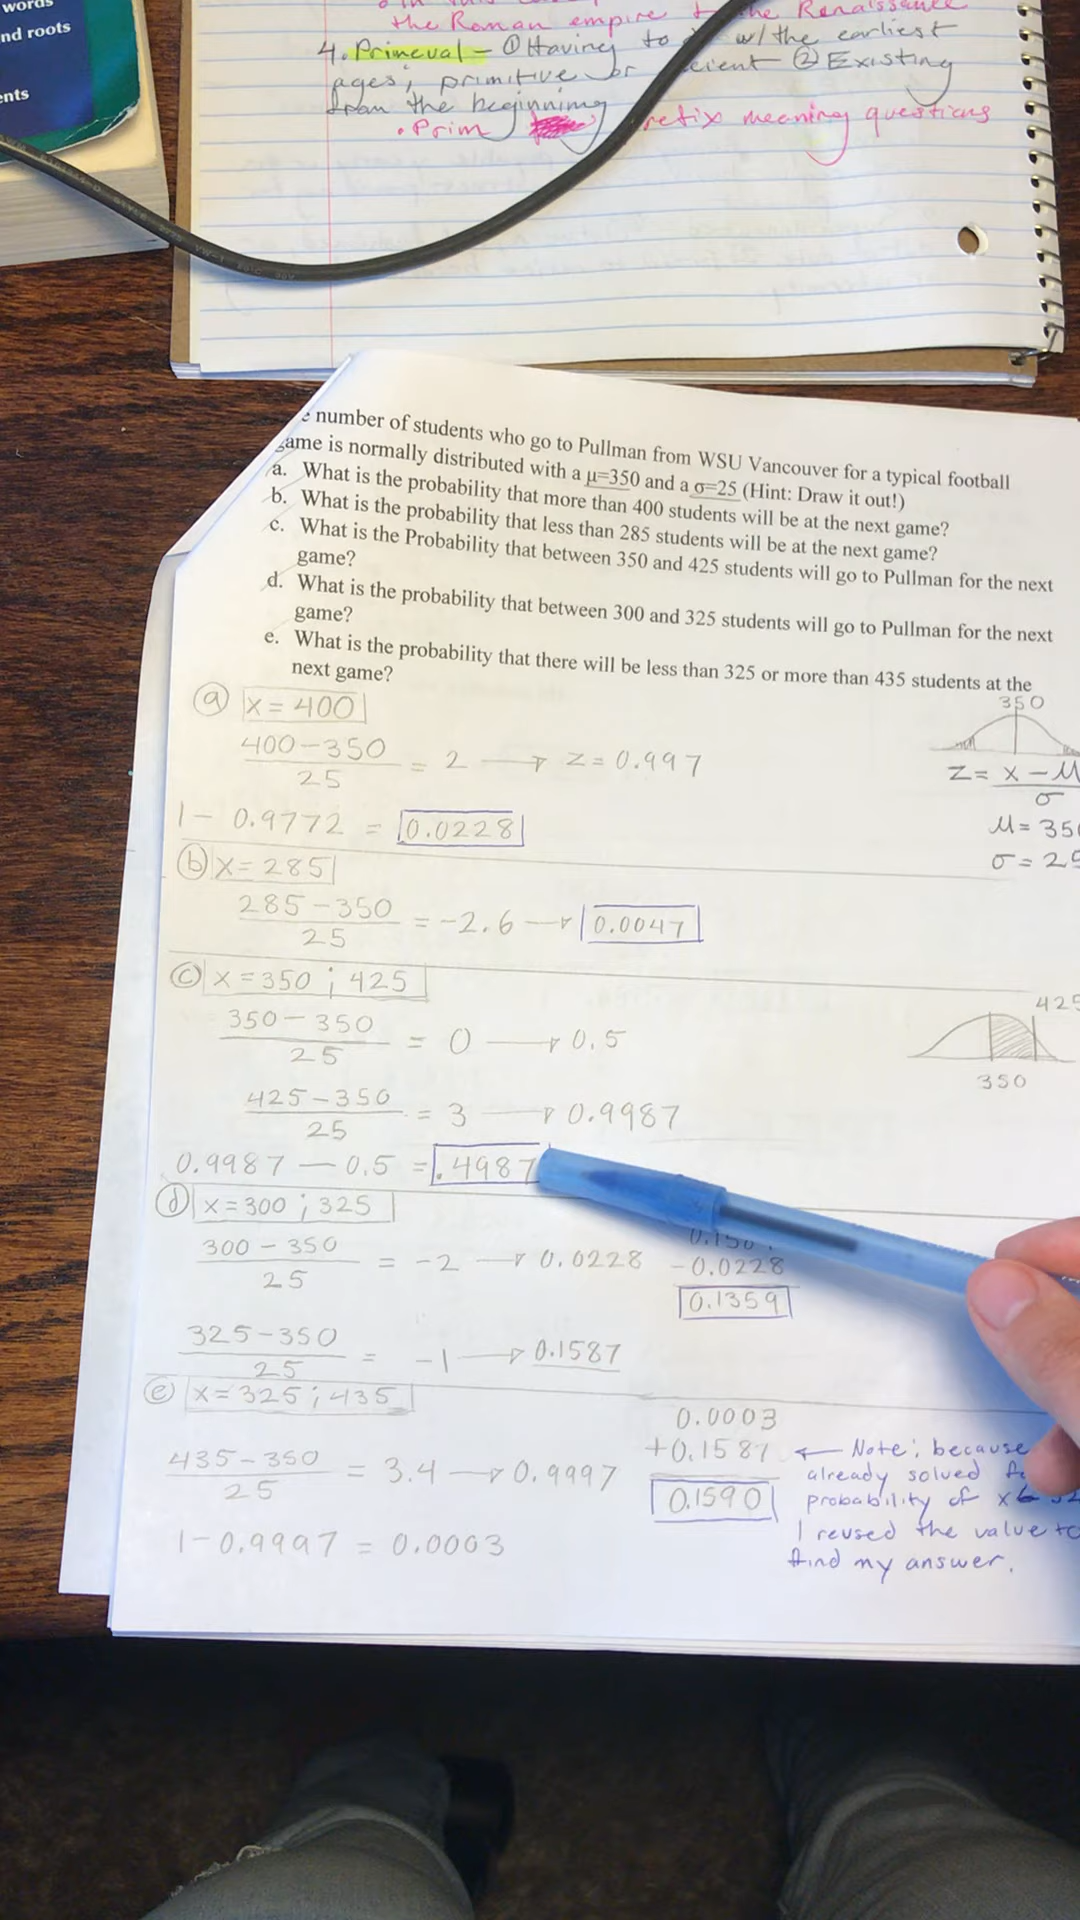 words
nd roots
ents
the Roman empire the Renaissance
4. Primeval - ① Having to w/ the earliest
ages; primitive or ② Existing
from the beginning
• Prim meaning questions
number of students who go to Pullman from WSU Vancouver for a typical football
game is normally distributed with a μ=350 and a σ=25 (Hint: Draw it out!)
a. What is the probability that more than 400 students will be at the next game?
b. What is the probability that less than 285 students will be at the next game?
c. What is the Probability that between 350 and 425 students will go to Pullman for the next
game?
d. What is the probability that between 300 and 325 students will go to Pullman for the next
game?
e. What is the probability that there will be less than 325 or more than 435 students at the
next game?
350
ⓐ x = 400
400-350
25
= 2 → z = 0.997
z = x - μ
σ
μ = 350
σ = 25
1 - 0.9772 = 0.0228
ⓑ x = 285
285-350
25
= -2.6 → 0.0047
ⓒ x = 350 ; 425
350-350
25
= 0 → 0.5
425
350
425-350
25
= 3 → 0.9987
0.9987 - 0.5 = .4987
ⓓ x = 300 ; 325
300-350
25
= -2 → 0.0228
-0.0228
0.1359
325-350
25
= -1 → 0.1587
ⓔ x = 325 ; 435
435-350
25
= 3.4 → 0.9997
1-0.9997 = 0.0003
0.0003
+0.1587
0.1590
← Note: because
already solved
probability of x
I reused the value to
find my answer.